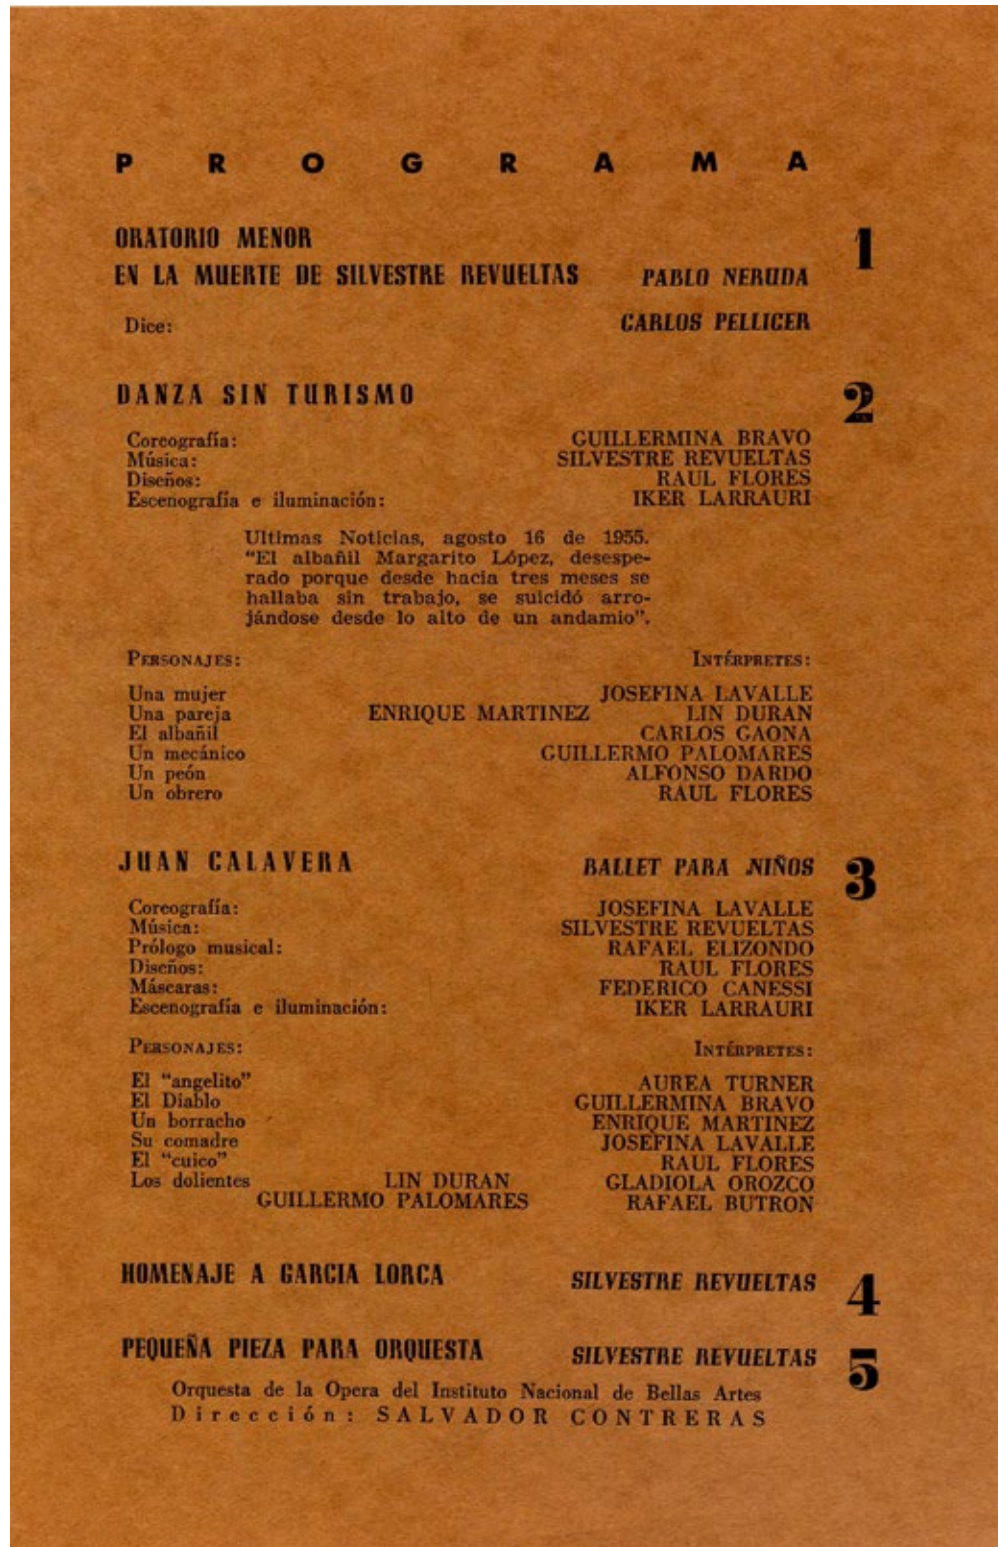 PROGRAMA
ORATORIO MENOR 1
EN LA MUERTE DE SILVESTRE REVUELTAS PABLO NERUDA
Dice: CARLOS PELLICER
DANZA SIN TURISMO 2
Coreografía: GUILLERMINA BRAVO
Música: SILVESTRE REVUELTAS
Diseños: RAUL FLORES
Escenografía e iluminación: IKER LARRAURI
Ultimas Noticias, agosto 16 de 1955.
"El albañil Margarito López, desespe-
rado porque desde hacía tres meses se
hallaba sin trabajo, se suicidó arro-
jándose desde lo alto de un andamio".
PERSONAJES: INTÉRPRETES:
Una mujer JOSEFINA LAVALLE
Una pareja ENRIQUE MARTINEZ LIN DURAN
El albañil CARLOS GAONA
Un mecánico GUILLERMO PALOMARES
Un peón ALFONSO DARDO
Un obrero RAUL FLORES
JUAN CALAVERA BALLET PARA NIÑOS 3
Coreografía: JOSEFINA LAVALLE
Música: SILVESTRE REVUELTAS
Prólogo musical: RAFAEL ELIZONDO
Diseños: RAUL FLORES
Máscaras: FEDERICO CANESSI
Escenografía e iluminación: IKER LARRAURI
PERSONAJES: INTÉRPRETES:
El "angelito" AUREA TURNER
El Diablo GUILLERMINA BRAVO
Un borracho ENRIQUE MARTINEZ
Su comadre JOSEFINA LAVALLE
El "cuico" RAUL FLORES
Los dolientes LIN DURAN GLADIOLA OROZCO
GUILLERMO PALOMARES RAFAEL BUTRON
HOMENAJE A GARCIA LORCA SILVESTRE REVUELTAS 4
PEQUEÑA PIEZA PARA ORQUESTA SILVESTRE REVUELTAS 5
Orquesta de la Opera del Instituto Nacional de Bellas Artes
Dirección: SALVADOR CONTRERAS